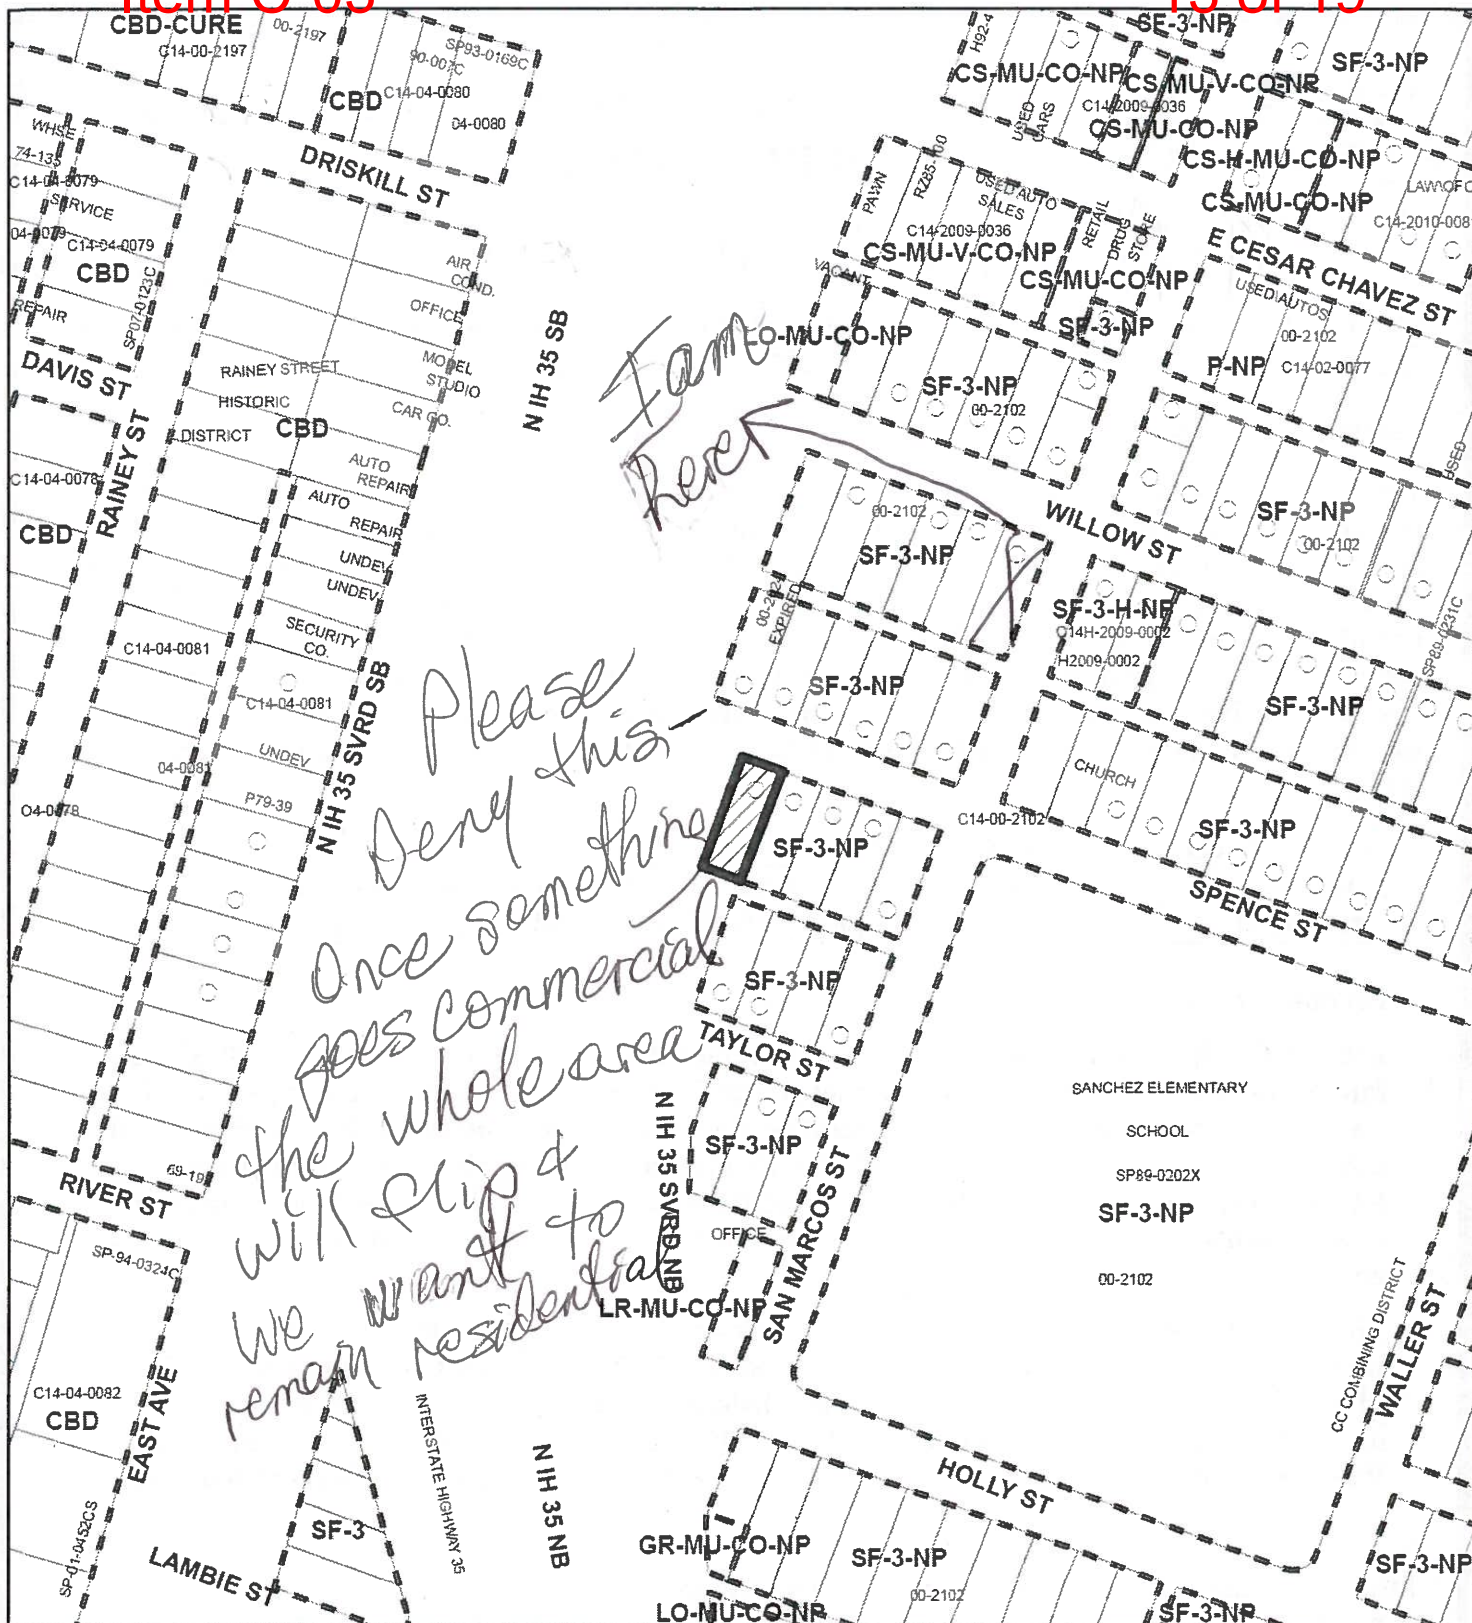 Item C-05
15 of 19
CBD-CURE
C14-00-2197
00-2197
SP93-0169C
90-007C
CBD
C14-04-0080
04-0080
H92-4
SF-3-NP
CS-MU-CO-NP
CS-MU-V-CO-NP
C14-2009-0036
USED CARS
CS-MU-CO-NP
SF-3-NP
CS-H-MU-CO-NP
CS-MU-CO-NP
C14-2010-008
WHSE
74-135
C14-04-0079
SERVICE
04-0079
C14-04-0079
CBD
SP02-0123C
REPAIR
DRISKILL ST
PAWN
RZ85-100
USED AUTO
SALES
C14-2009-0036
CS-MU-V-CO-NP
RETAIL
DRUG STORE
CS-MU-CO-NP
VACANT
E CESAR CHAVEZ ST
AIR
COND.
OFFICE
MODEL
STUDIO
CAR CO.
RAINEY STREET
HISTORIC
DISTRICT
CBD
AUTO
REPAIR
AUTO
REPAIR
UNDEV
UNDEV
SECURITY
CO.
DAVIS ST
RAINEY ST
C14-04-0078
CBD
N IH 35 SB
I am
Here
LO-MU-CO-NP
SF-3-NP
SF-3-NP
00-2102
USED AUTOS
00-2102
P-NP
C14-02-0077
USED
00-2102
SF-3-NP
WILLOW ST
SF-3-NP
00-2102
EXPIRED
SF-3-H-NP
C14H-2009-0002
H2009-0002
SP89-0231C
C14-04-0081
C14-04-0081
UNDEV
04-0081
P79-39
O4-0078
N IH 35 SVRD SB
SF-3-NP
SF-3-NP
CHURCH
Please
Deny this-
Once something
goes commercial
the whole area
will flip &
we want to
remain residential
SF-3-NP
C14-00-2102
SF-3-NP
SPENCE ST
SF-3-NP
TAYLOR ST
N IH 35 SVRD NB
SF-3-NP
SAN MARCOS ST
OFFICE
LR-MU-CO-NP
SANCHEZ ELEMENTARY
SCHOOL
SP89-0202X
SF-3-NP
00-2102
CC COMBINING DISTRICT
WALLER ST
69-19
RIVER ST
SP-94-0324C
C14-04-0082
CBD
EAST AVE
SP-01-0452CS
LAMBIE ST
SF-3
INTERSTATE HIGHWAY 35
N IH 35 NB
HOLLY ST
GR-MU-CO-NP
SF-3-NP
00-2102
LO-MU-CO-NP
SF-3-NP
SF-3-NP